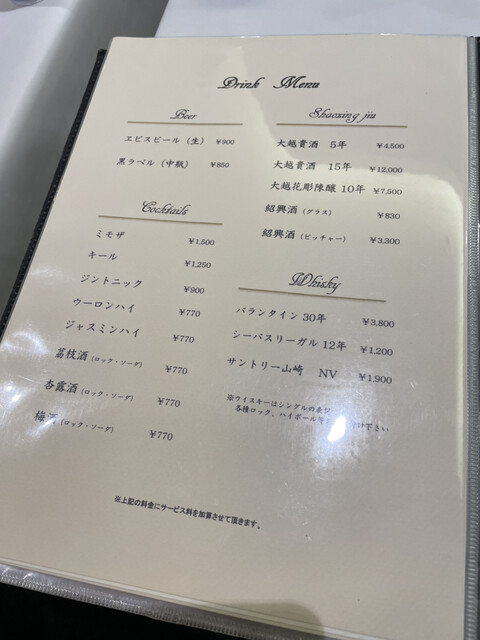 Drink Menu
Beer
エビスビール（生） ￥900
黒ラベル（中瓶） ￥850
Cocktails
ミモザ ￥1,500
キール ￥1,250
ジントニック ￥900
ウーロンハイ ￥770
ジャスミンハイ ￥770
茘枝酒（ロック・ソーダ） ￥770
杏露酒（ロック・ソーダ） ￥770
梅酒（ロック・ソーダ） ￥770
Shaoxing jiu
大越貴酒 5年 ￥4,500
大越貴酒 15年 ￥12,000
大越花彫陳醸 10年 ￥7,500
紹興酒（グラス） ￥830
紹興酒（ピッチャー） ￥3,300
Whisky
バランタイン 30年 ￥3,800
シーバスリーガル 12年 ￥1,200
サントリー山崎 NV ￥1,900
※ウイスキーはシングルの表
各種ロック、ハイボール等 下さい
※上記の料金にサービス料を加算させて頂きます。